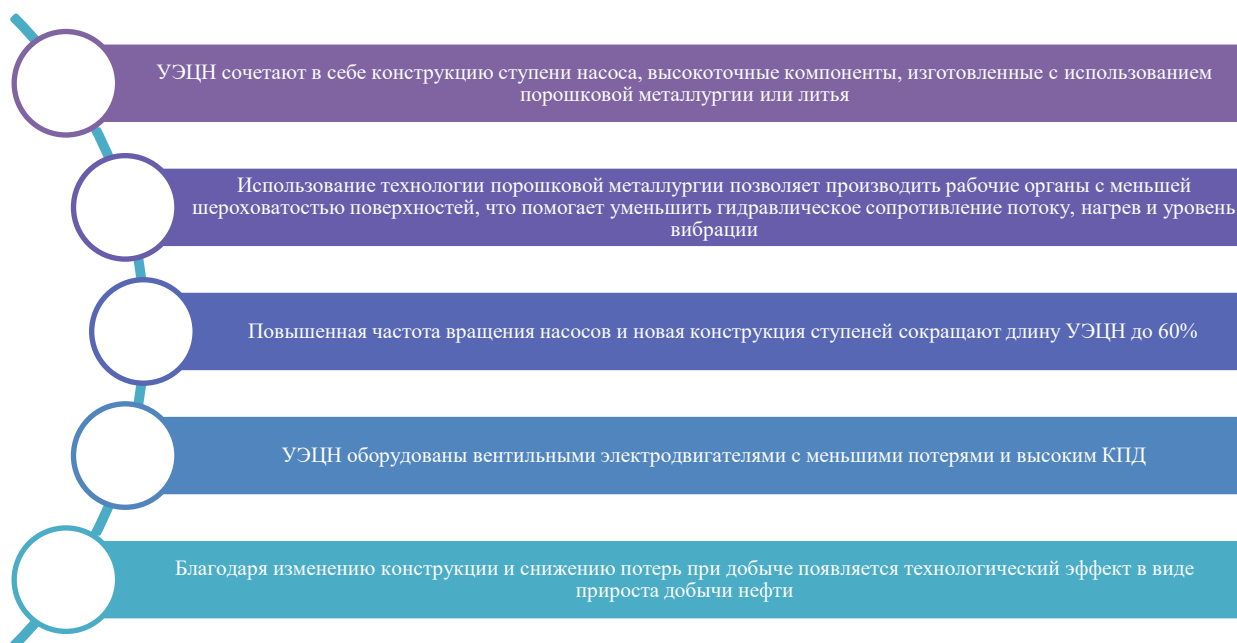 УЭЦН сочетают в себе конструкцию ступени насоса, высокоточные компоненты, изготовленные с использованием
порошковой металлургии или литья
Использование технологии порошковой металлургии позволяет производить рабочие органы с меньшей
шероховатостью поверхностей, что помогает уменьшить гидравлическое сопротивление потоку, нагрев и уровень
вибрации
Повышенная частота вращения насосов и новая конструкция ступеней сокращают длину УЭЦН до 60%
УЭЦН оборудованы вентильными электродвигателями с меньшими потерями и высоким КПД
Благодаря изменению конструкции и снижению потерь при добыче появляется технологический эффект в виде
прироста добычи нефти